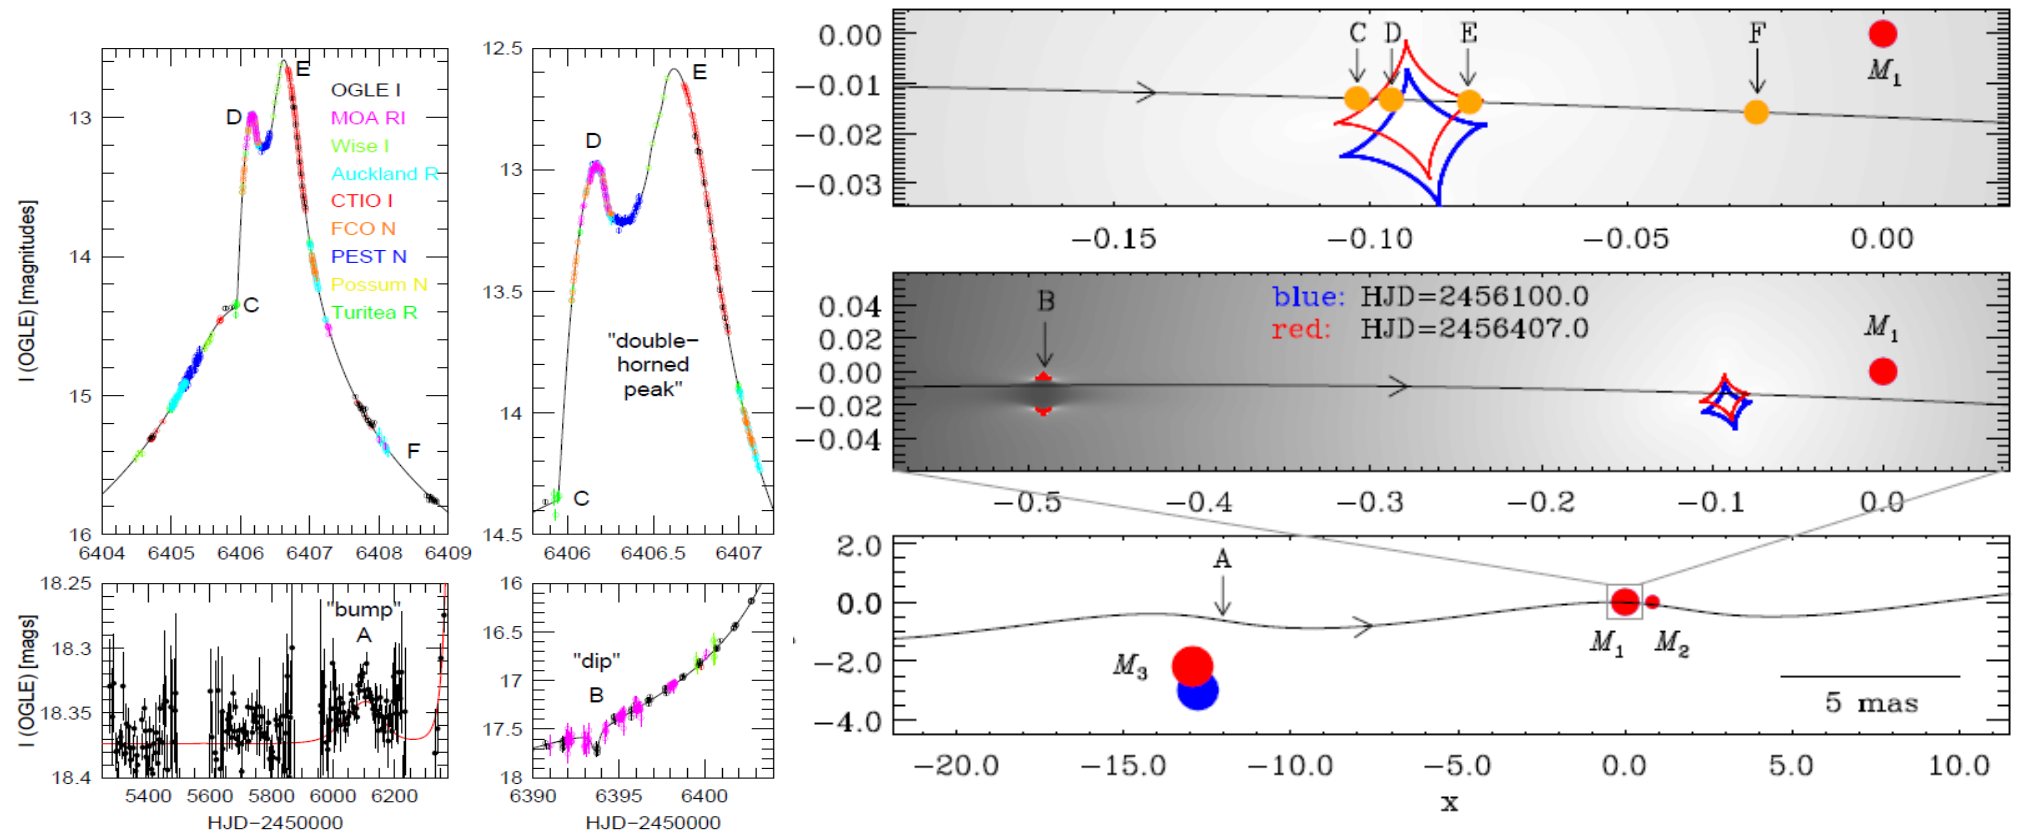 12.5
13
14
15
16
6404 6405 6406 6407 6408 6409
I (OGLE) [magnitudes]
C
D
E
F
OGLE I
MOA RI
Wise I
Auckland R
CTIO I
FCO N
PEST N
Possum N
Turitea R
13
13.5
14
14.5
6406 6406.5 6407
C
D
E
"double−
horned
peak"
18.25
18.3
18.35
18.4
5400 5600 5800 6000 6200
HJD−2450000
I (OGLE) [mags]
"bump"
A
16
16.5
17
17.5
18
6390 6395 6400
HJD−2450000
"dip"
B
0.00
−0.01
−0.02
−0.03
C D E F
M1
−0.15 −0.10 −0.05 0.00
0.04
0.02
0.00
−0.02
−0.04
B
blue: HJD=2456100.0
red: HJD=2456407.0
M1
−0.5 −0.4 −0.3 −0.2 −0.1 0.0
2.0
0.0
−2.0
−4.0
A
M3
M1 M2
5 mas
−20.0 −15.0 −10.0 −5.0 0.0 5.0 10.0
x